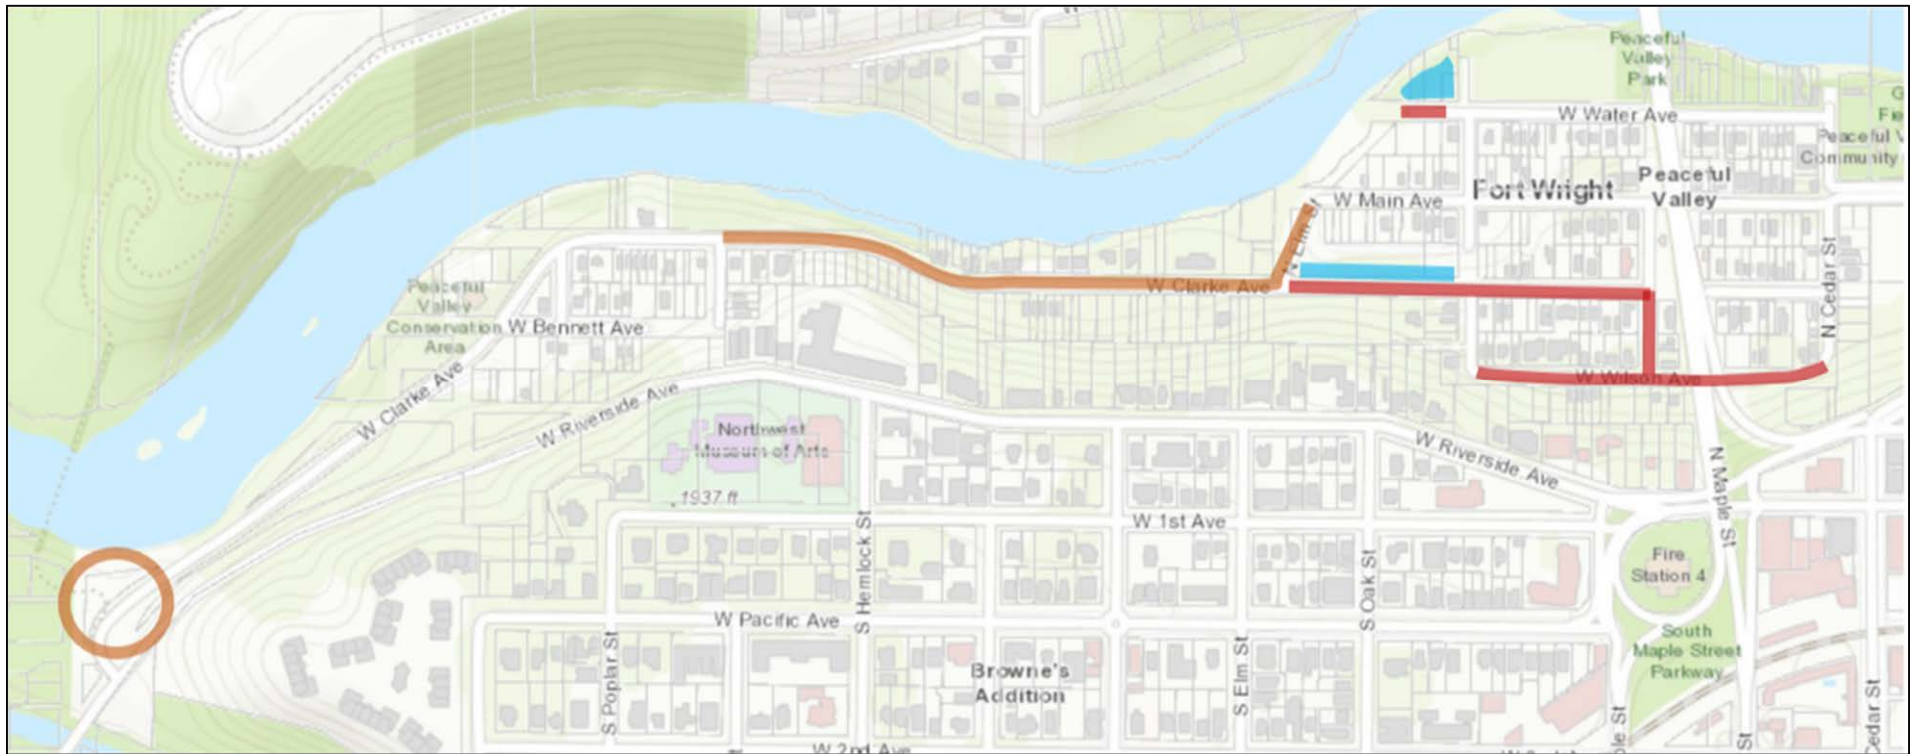 Peaceful
Valley
Park
W Water Ave
Peaceful V
Community
Fort Wright
Peaceful
Valley
W Main Ave
N Elm St
N Cedar St
W Clarke Ave
Peaceful
Valley
Conservation
Area
W Bennett Ave
W Wilson Ave
W Clarke Ave
W Riverside Ave
Northwest
Museum of Arts
W Riverside Ave
1937 ft
W 1st Ave
N Maple St
S Hemlock St
S Oak St
Fire
Station 4
W Pacific Ave
S Poplar St
S Elm St
Browne's
Addition
South
Maple Street
Parkway
W 2nd Ave
ple St
St
Cedar St